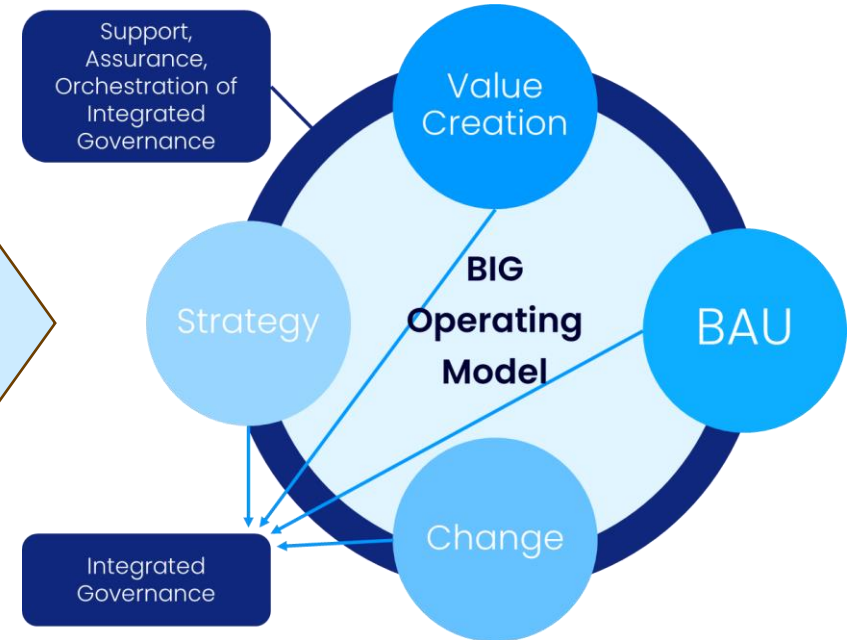 Support,
Assurance,
Orchestration of
Integrated
Governance
Value
Creation
Strategy
BIG
Operating
Model
BAU
Change
Integrated
Governance